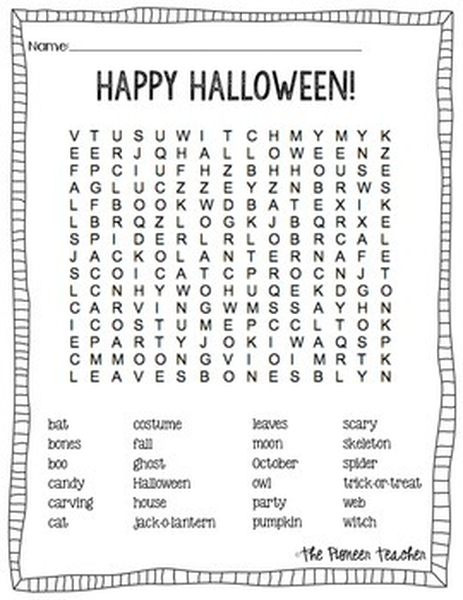 Name:
HAPPY HALLOWEEN!
V T U S U W I T C H M Y M Y K
E E R J Q H A L L O W E E N Z
F P C I U F H Z B H H O U S E
A G L U C Z Z E Y Z N B R W S
L F B O O K W D B A T E X I K
L B R Q Z L O G K J B Q R X E
S P I D E R L R L O B R C A L
J A C K O L A N T E R N A F E
S C O I C A T C P R O C N J T
L C N H Y W O H U Q E K D G O
C A R V I N G W M S S A Y H N
I C O S T U M E P C C L T O K
E P A R T Y J O K I W A Q S P
C M M O O N G V I O I M R T K
L E A V E S B O N E S B L Y N
bat costume leaves scary
bones fall moon skeleton
boo ghost October spider
candy Halloween owl trick-or-treat
carving house party web
cat jack-o-lantern pumpkin witch
©The Pioneer Teacher